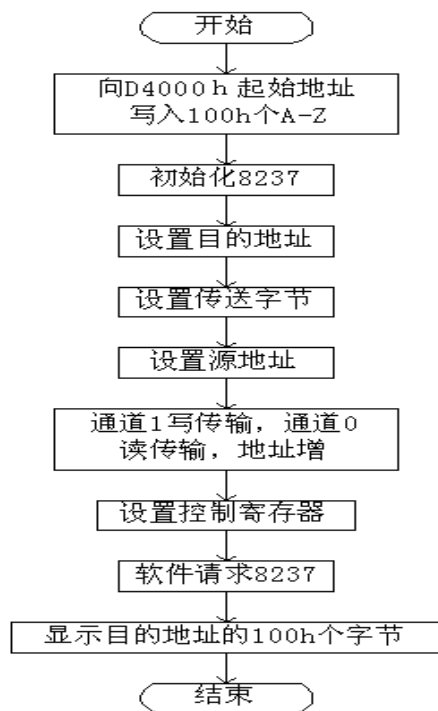 开始
向D4000h 起始地址
写入100h个A-Z
初始化8237
设置目的地址
设置传送字节
设置源地址
通道1写传输，通道0
读传输，地址增
设置控制寄存器
软件请求8237
显示目的地址的100h个字节
结束